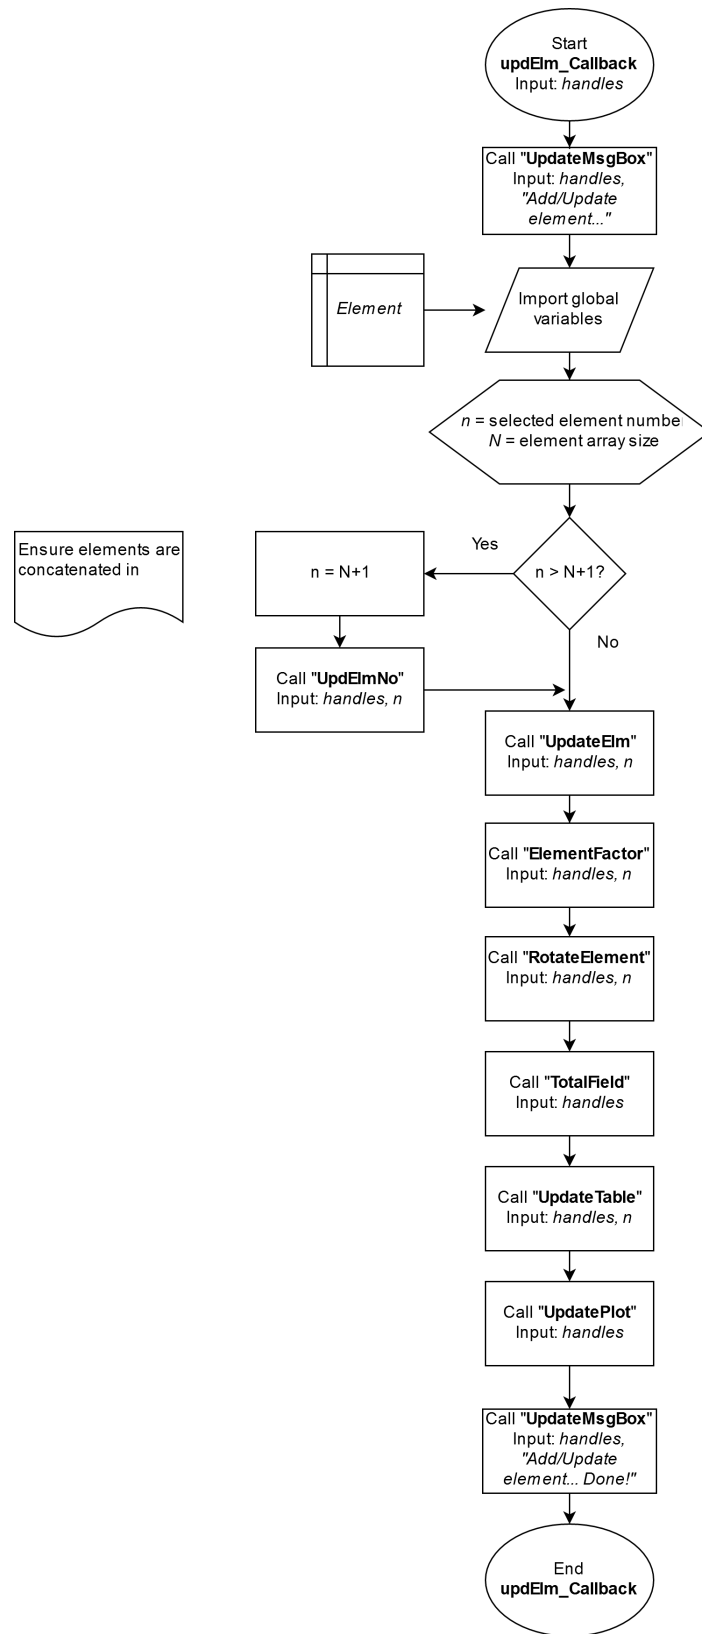 Start
updElm_Callback
Input: handles
Call "UpdateMsgBox"
Input: handles,
"Add/Update
element..."
Element
Import global
variables
n = selected element numbe
N = element array size
Ensure elements are
concatenated in
n = N+1
Yes
n > N+1?
No
Call "UpdElmNo"
Input: handles, n
Call "UpdateElm"
Input: handles, n
Call "ElementFactor"
Input: handles, n
Call "RotateElement"
Input: handles, n
Call "TotalField"
Input: handles
Call "UpdateTable"
Input: handles, n
Call "UpdatePlot"
Input: handles
Call "UpdateMsgBox"
Input: handles,
"Add/Update
element... Done!"
End
updElm_Callback